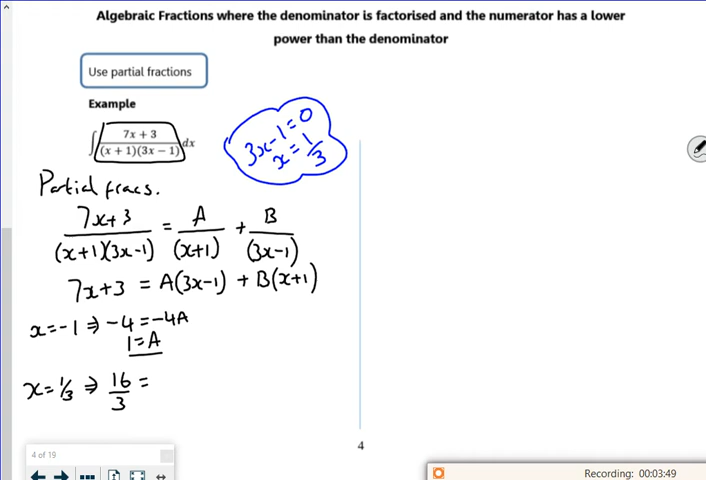 Algebraic Fractions where the denominator is factorised and the numerator has a lower
power than the denominator
Use partial fractions
Example
∫ 7x + 3 / (x + 1)(3x − 1) dx
3x-1=0
x = 1/3
Partial fracs.
7x+3 / (x+1)(3x-1) = A / (x+1) + B / (3x-1)
7x+3 = A(3x-1) + B(x+1)
x=-1 ⇒ -4=-4A
1=A
x=1/3 ⇒ 16/3 =
4
4 of 19
Recording: 00:03:49